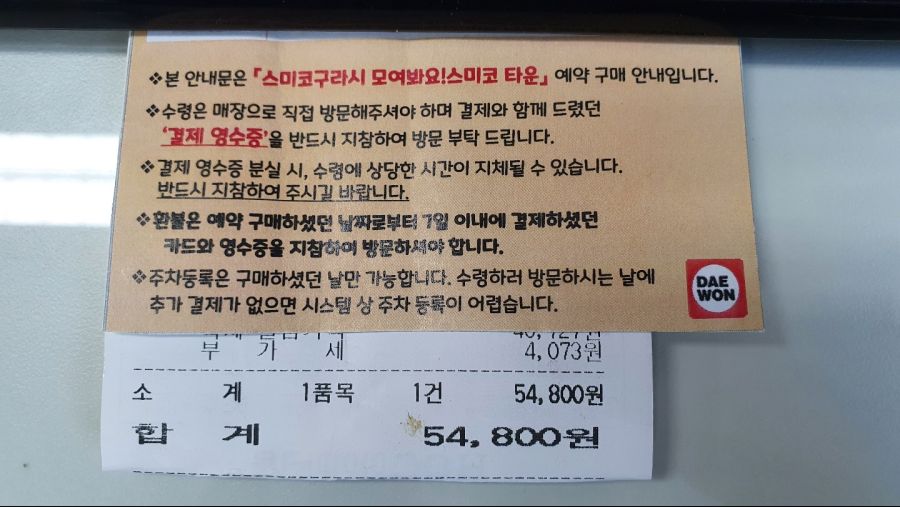 ❖본 안내문은 「스미코구라시 모여봐요!스미코 타운」 예약 구매 안내입니다.
❖수령은 매장으로 직접 방문해주셔야 하며 결제와 함께 드렸던
'결제 영수증'을 반드시 지참하여 방문 부탁 드립니다.
❖결제 영수증 분실 시, 수령에 상당한 시간이 지체될 수 있습니다.
반드시 지참하여 주시길 바랍니다.
❖환불은 예약 구매하셨던 날짜로부터 7일 이내에 결제하셨던
카드와 영수증을 지참하여 방문하셔야 합니다.
❖주차등록은 구매하셨던 날만 가능합니다. 수령하러 방문하시는 날에
추가 결제가 없으면 시스템 상 주차 등록이 어렵습니다.
DAE
WON
부 가 세 4,073원
소 계 1품목 1건 54,800원
합 계 54,800원